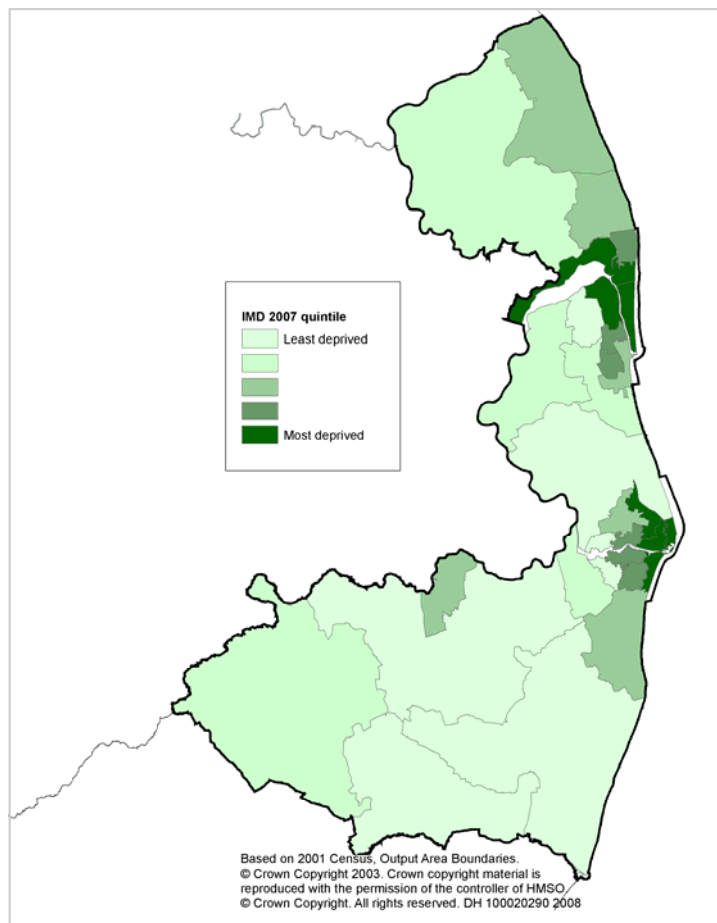 IMD 2007 quintile
Least deprived
Most deprived
Based on 2001 Census, Output Area Boundaries.
© Crown Copyright 2003. Crown copyright material is
reproduced with the permission of the controller of HMSO.
© Crown Copyright. All rights reserved. DH 100020290 2008